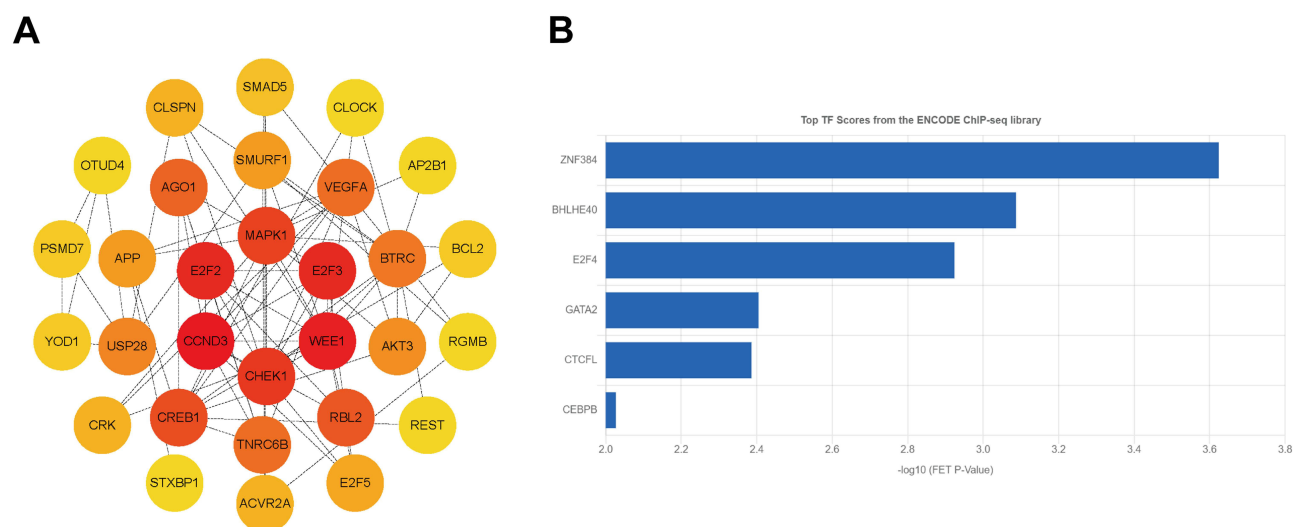 A
SMAD5
CLSPN
CLOCK
OTUD4
SMURF1
AP2B1
AGO1
VEGFA
MAPK1
PSMD7
APP
E2F2
E2F3
BTRC
BCL2
YOD1
USP28
CCND3
WEE1
AKT3
RGMB
CHEK1
CRK
CREB1
RBL2
REST
TNRC6B
STXBP1
E2F5
ACVR2A
B
Top TF Scores from the ENCODE ChIP-seq library
ZNF384
BHLHE40
E2F4
GATA2
CTCFL
CEBPB
2.0 2.2 2.4 2.6 2.8 3.0 3.2 3.4 3.6 3.8
-log10 (FET P-Value)